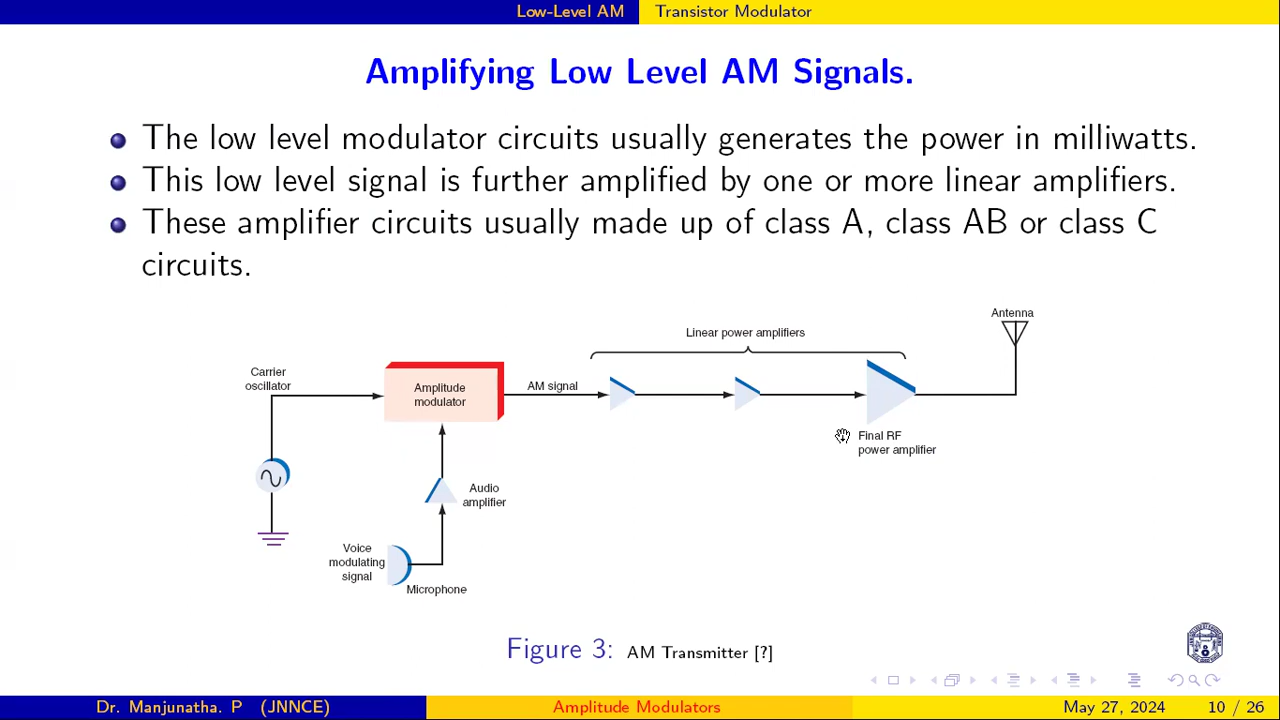 Low-Level AM Transistor Modulator
Amplifying Low Level AM Signals.
The low level modulator circuits usually generates the power in milliwatts.
This low level signal is further amplified by one or more linear amplifiers.
These amplifier circuits usually made up of class A, class AB or class C
circuits.
Antenna
Linear power amplifiers
Carrier
oscillator
Amplitude
modulator
AM signal
Final RF
power amplifier
Audio
amplifier
Voice
modulating
signal
Microphone
Figure 3: AM Transmitter [?]
Dr. Manjunatha. P (JNNCE) Amplitude Modulators May 27, 2024 10 / 26